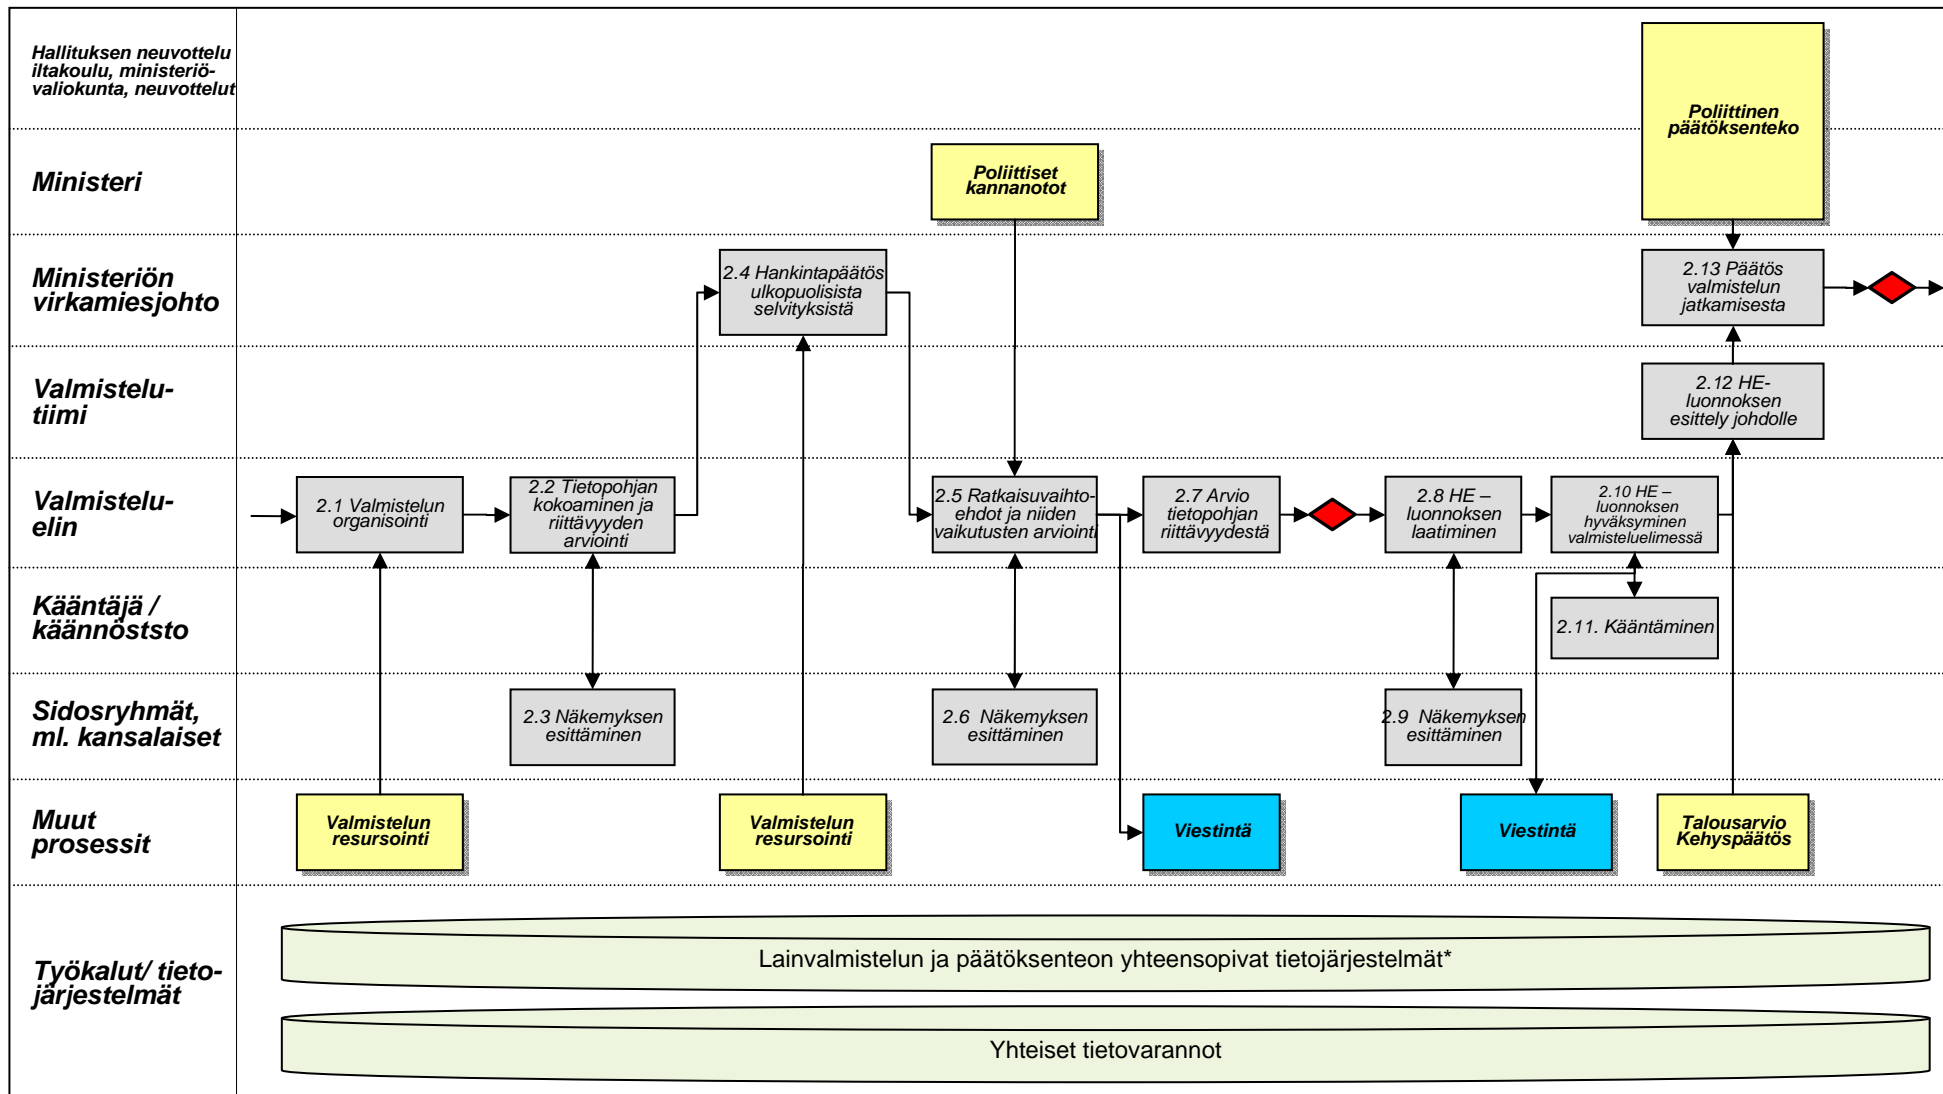 Hallituksen neuvottelu
iltakoulu, ministeriö-
valiokunta, neuvottelut
Poliittinen
päätöksenteko
Ministeri
Poliittiset
kannanotot
Ministeriön
virkamiesjohto
2.4 Hankintapäätös
ulkopuolisista
selvityksistä
2.13 Päätös
valmistelun
jatkamisesta
Valmistelu-
tiimi
2.12 HE-
luonnoksen
esittely johdolle
Valmistelu-
elin
2.1 Valmistelun
organisointi
2.2 Tietopohjan
kokoaminen ja
riittävyyden
arviointi
2.5 Ratkaisuvaihto-
ehdot ja niiden
vaikutusten arviointi
2.7 Arvio
tietopohjan
riittävyydestä
2.8 HE –
luonnoksen
laatiminen
2.10 HE –
luonnoksen
hyväksyminen
valmisteluelimessä
Kääntäjä /
käännöststo
2.11. Kääntäminen
Sidosryhmät,
ml. kansalaiset
2.3 Näkemyksen
esittäminen
2.6 Näkemyksen
esittäminen
2.9 Näkemyksen
esittäminen
Muut
prosessit
Valmistelun
resursointi
Valmistelun
resursointi
Viestintä
Viestintä
Talousarvio
Kehyspäätös
Työkalut/ tieto-
järjestelmät
Lainvalmistelun ja päätöksenteon yhteensopivat tietojärjestelmät*
Yhteiset tietovarannot